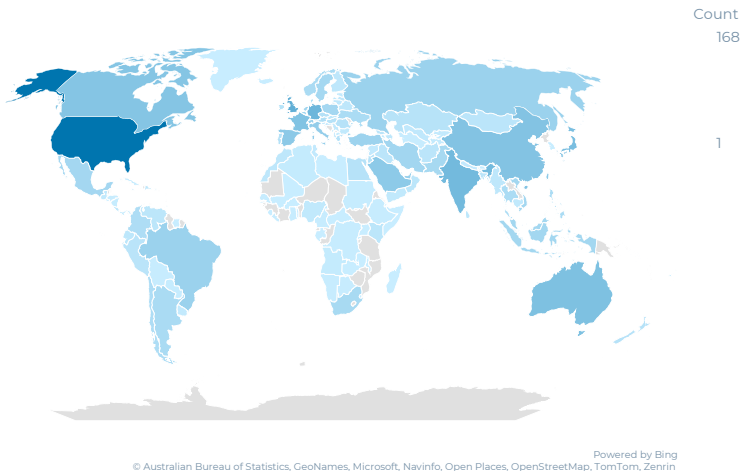 Count
168
1
Powered by Bing
© Australian Bureau of Statistics, GeoNames, Microsoft, Navinfo, Open Places, OpenStreetMap, TomTom, Zenrin